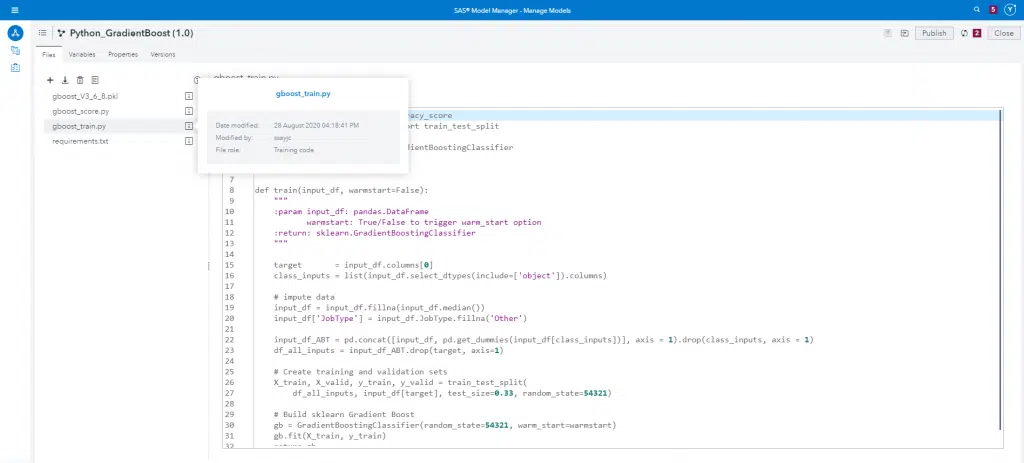 SAS® Model Manager - Manage Models
5
Y
Python_GradientBoost (1.0)
Publish
2
Close
Files
Variables
Properties
Versions
gboost_V3_6_8.pkl
gboost_score.py
gboost_train.py
requirements.txt
gboost_train.py
gboost_train.py
Date modified: 28 August 2020 04:18:41 PM
Modified by:
File role: Training code
racy_score
rt train_test_split
dientBoostingClassifier
7
8 def train(input_df, warmstart=False):
9 """
10 :param input_df: pandas.DataFrame
11 warmstart: True/False to trigger warm_start option
12 :return: sklearn.GradientBoostingClassifier
13 """
14
15 target = input_df.columns[0]
16 class_inputs = list(input_df.select_dtypes(include=['object']).columns)
17
18 # impute data
19 input_df = input_df.fillna(input_df.median())
20 input_df['JobType'] = input_df.JobType.fillna('Other')
21
22 input_df_ABT = pd.concat([input_df, pd.get_dummies(input_df[class_inputs])], axis = 1).drop(class_inputs, axis = 1)
23 df_all_inputs = input_df_ABT.drop(target, axis=1)
24
25 # Create training and validation sets
26 X_train, X_valid, y_train, y_valid = train_test_split(
27 df_all_inputs, input_df[target], test_size=0.33, random_state=54321)
28
29 # Build sklearn Gradient Boost
30 gb = GradientBoostingClassifier(random_state=54321, warm_start=warmstart)
31 gb.fit(X_train, y_train)
32